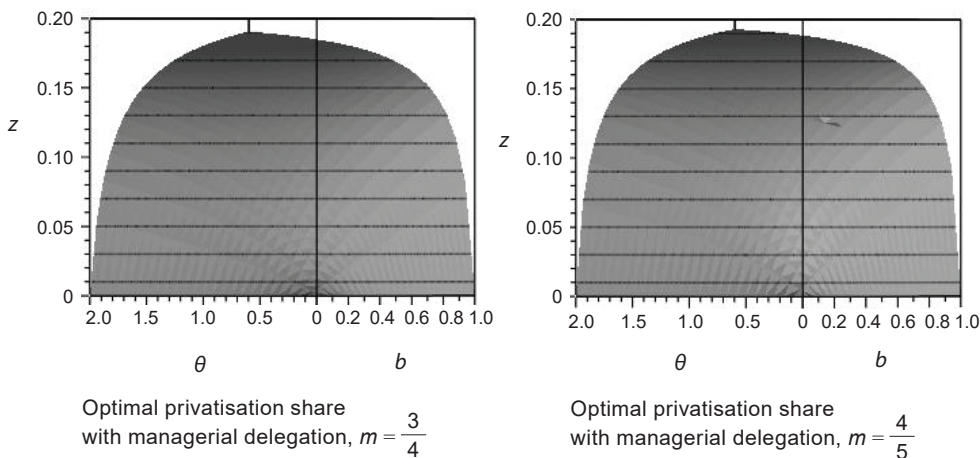 0.20
0.15
z
0.10
0.05
0
2.0 1.5 1.0 0.5 0 0.2 0.4 0.6 0.8 1.0
θ b
Optimal privatisation share
with managerial delegation, m = 3/4
0.20
0.15
z
0.10
0.05
0
2.0 1.5 1.0 0.5 0 0.2 0.4 0.6 0.8 1.0
θ b
Optimal privatisation share
with managerial delegation, m = 4/5